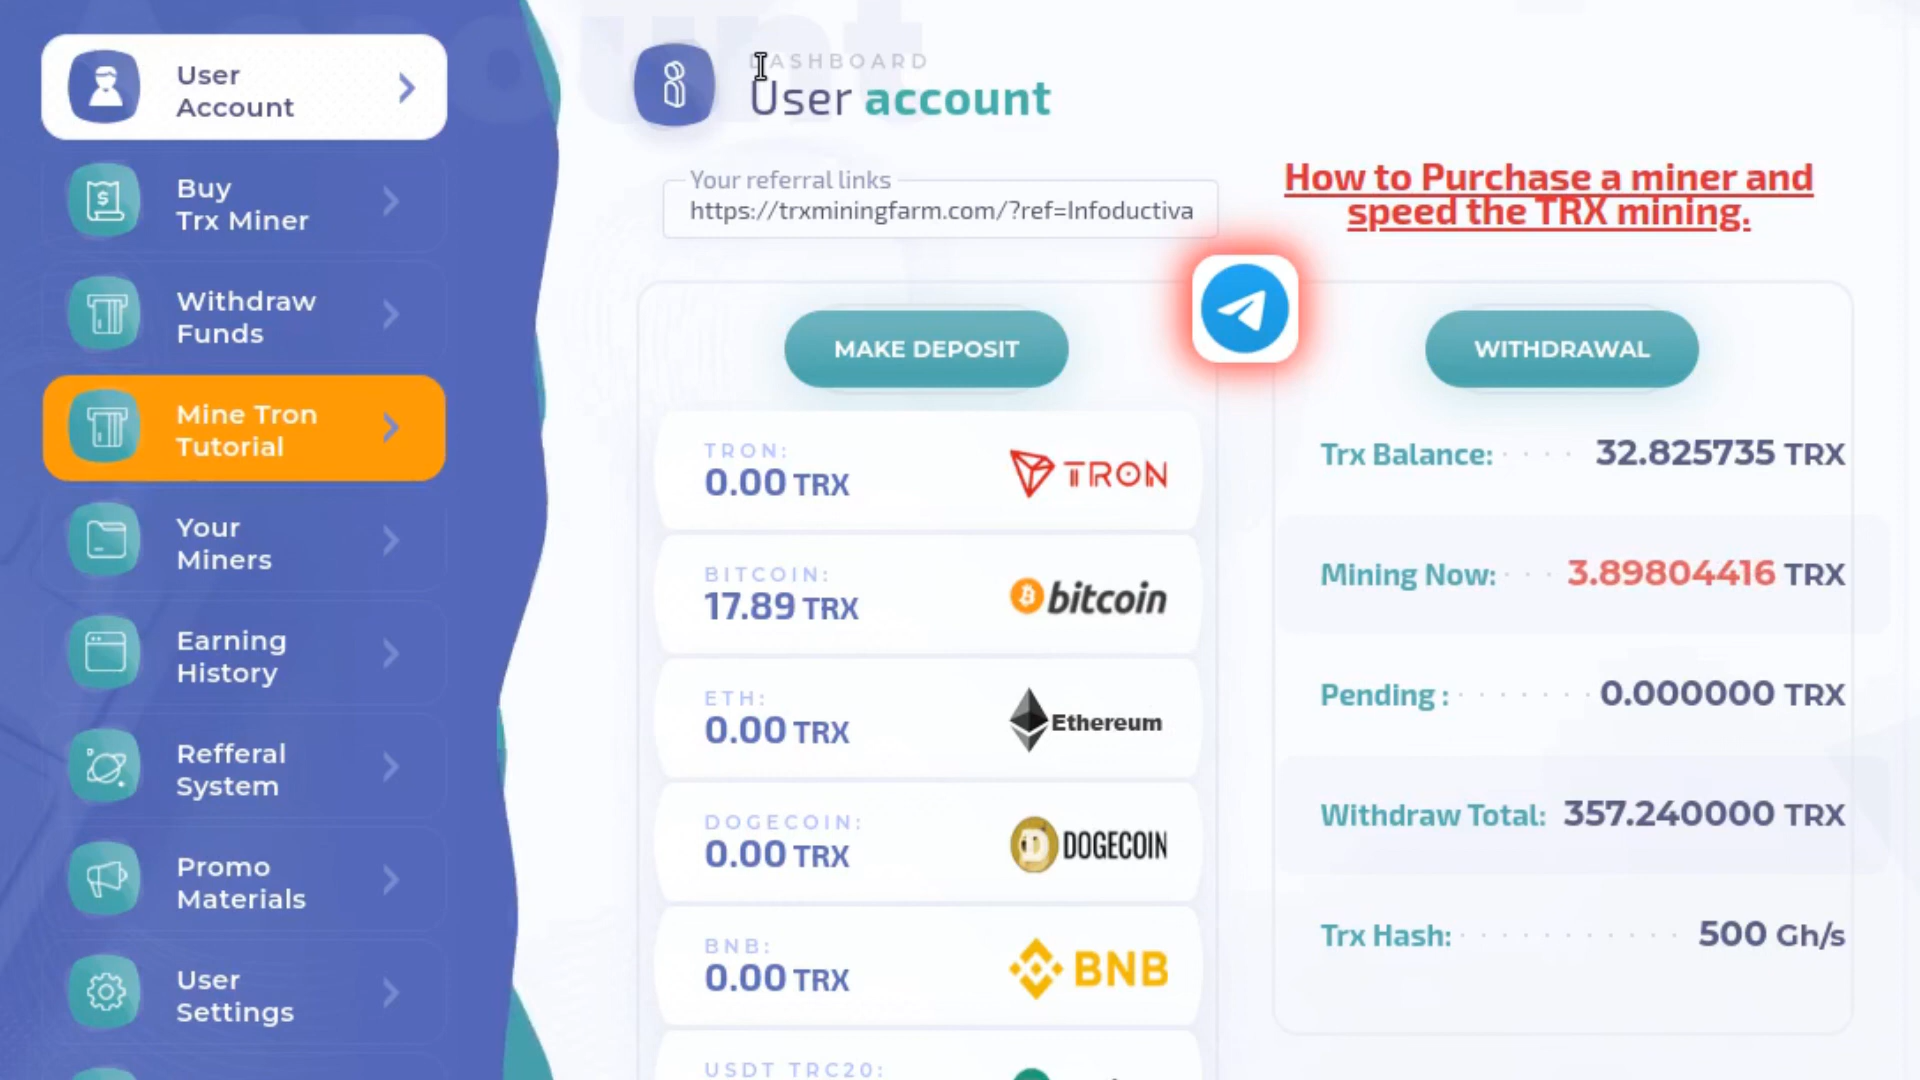 User
Account
Buy
Trx Miner
Withdraw
Funds
Mine Tron
Tutorial
Your
Miners
Earning
History
Refferal
System
Promo
Materials
User
Settings
DASHBOARD
User account
Your referral links
https://trxminingfarm.com/?ref=Infoductiva
How to Purchase a miner and
speed the TRX mining.
MAKE DEPOSIT
TRON:
0.00 TRX
TRON
BITCOIN:
17.89 TRX
bitcoin
ETH:
0.00 TRX
Ethereum
DOGECOIN:
0.00 TRX
DOGECOIN
BNB:
0.00 TRX
BNB
USDT TRC20:
WITHDRAWAL
Trx Balance: 32.825735 TRX
Mining Now: 3.89804416 TRX
Pending : 0.000000 TRX
Withdraw Total: 357.240000 TRX
Trx Hash: 500 Gh/s